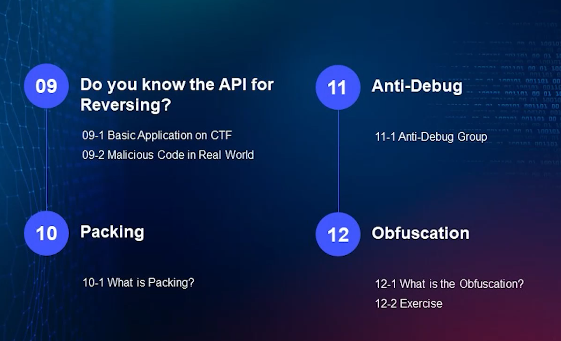 09
Do you know the API for
Reversing?
09-1 Basic Application on CTF
09-2 Malicious Code in Real World
10
Packing
10-1 What is Packing?
11
Anti-Debug
11-1 Anti-Debug Group
12
Obfuscation
12-1 What is the Obfuscation?
12-2 Exercise